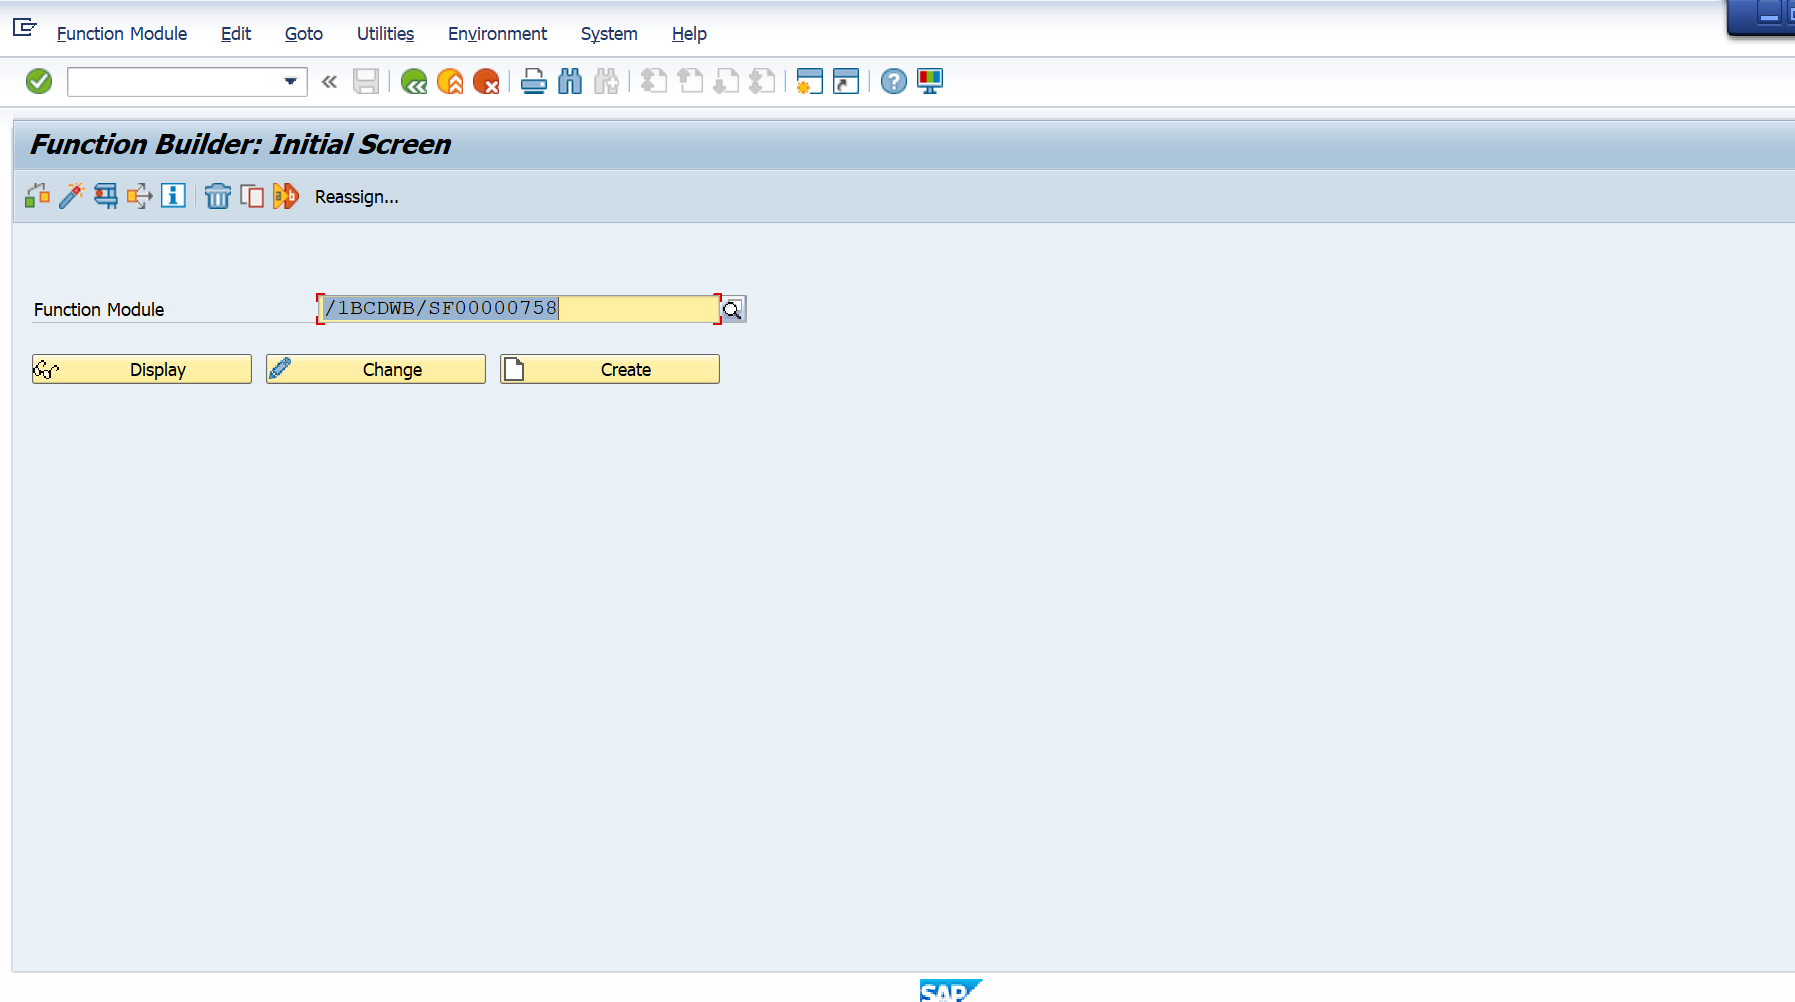 Function Module Edit Goto Utilities Environment System Help
Function Builder: Initial Screen
Reassign...
Function Module /1BCDWB/SF00000758
Display Change Create
SAP